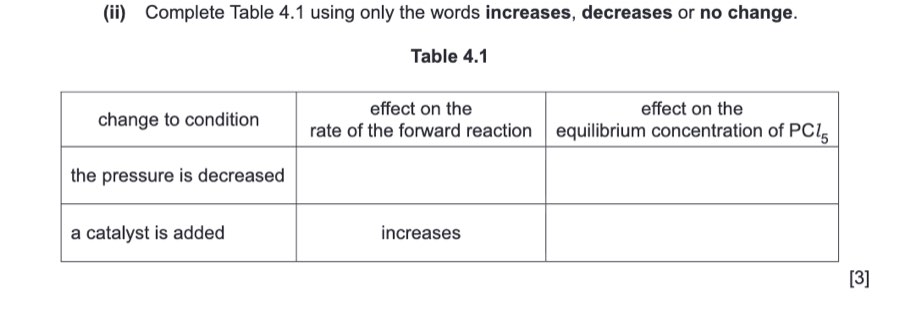 (ii) Complete Table 4.1 using only the words increases, decreases or no change.
Table 4.1
change to condition
effect on the
rate of the forward reaction
effect on the
equilibrium concentration of PCl₅
the pressure is decreased
a catalyst is added
increases
[3]